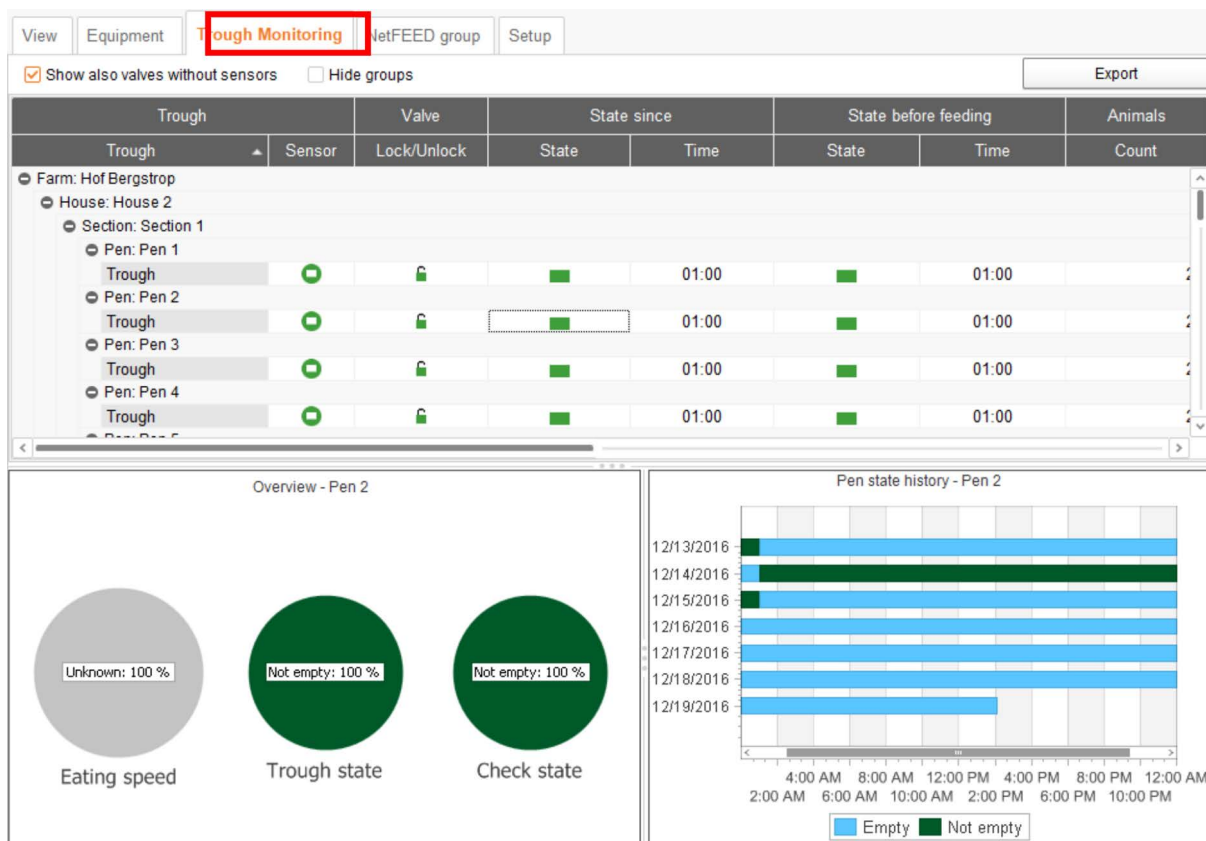 View Equipment Trough Monitoring NetFEED group Setup
Show also valves without sensors Hide groups Export
Trough Valve State since State before feeding Animals
Trough Sensor Lock/Unlock State Time State Time Count
Farm: Hof Bergstrop
House: House 2
Section: Section 1
Pen: Pen 1
Trough 01:00 01:00 2
Pen: Pen 2
Trough 01:00 01:00 2
Pen: Pen 3
Trough 01:00 01:00 2
Pen: Pen 4
Trough 01:00 01:00 2
Pen: Pen 5
Overview - Pen 2
Unknown: 100 % Not empty: 100 % Not empty: 100 %
Eating speed Trough state Check state
Pen state history - Pen 2
12/13/2016
12/14/2016
12/15/2016
12/16/2016
12/17/2016
12/18/2016
12/19/2016
4:00 AM 8:00 AM 12:00 PM 4:00 PM 8:00 PM 12:00 AM
2:00 AM 6:00 AM 10:00 AM 2:00 PM 6:00 PM 10:00 PM
Empty Not empty